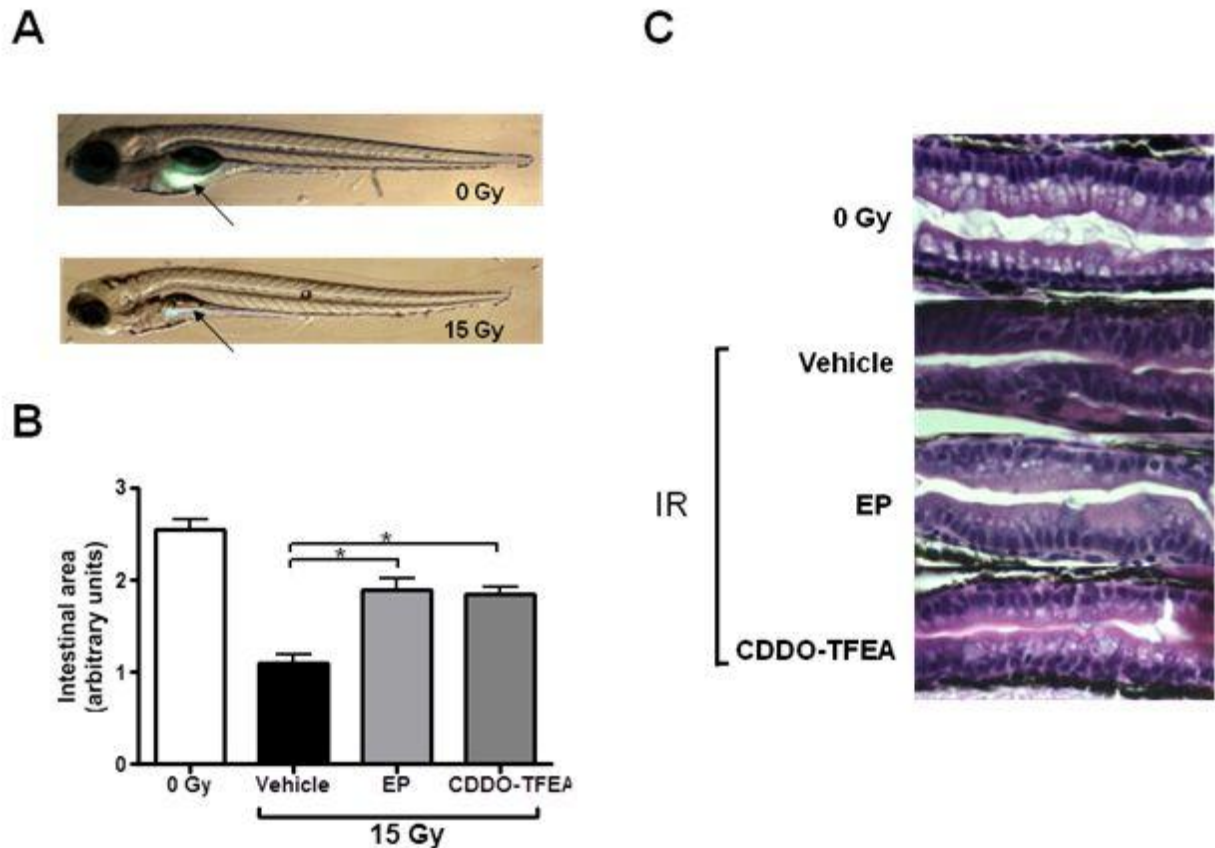 A
0 Gy
15 Gy
B
Intestinal area
(arbitrary units)
3
2
1
0
*
*
0 Gy
Vehicle
EP
CDDO-TFEA
15 Gy
C
0 Gy
Vehicle
IR
EP
CDDO-TFEA